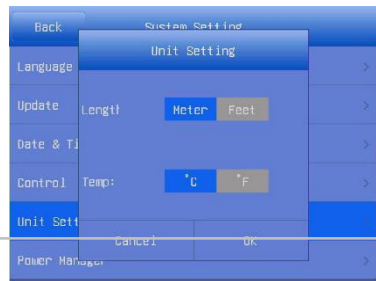 Back System Setting
Unit Setting
Language
Update
Length Meter Feet
Date & Ti
Control Temp: °C °F
Unit Sett
Cancel OK
Power Manager